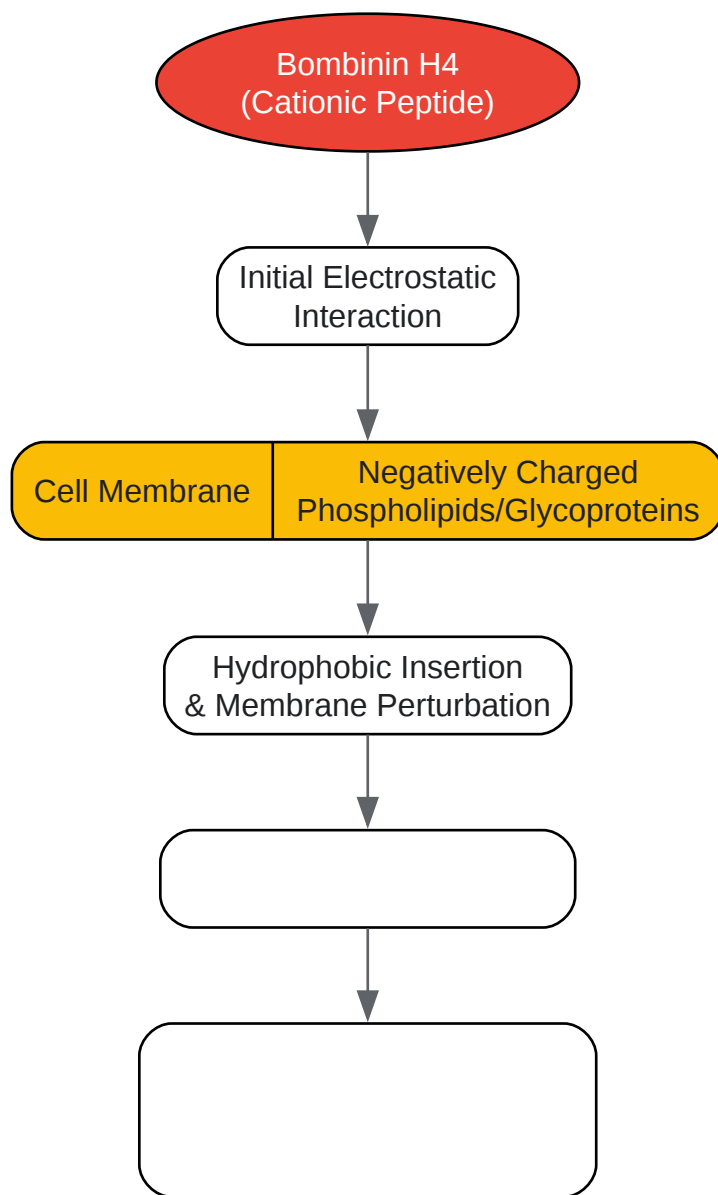 Bombinin H4
(Cationic Peptide)
Initial Electrostatic
Interaction
Cell Membrane
Negatively Charged
Phospholipids/Glycoproteins
Hydrophobic Insertion
& Membrane Perturbation